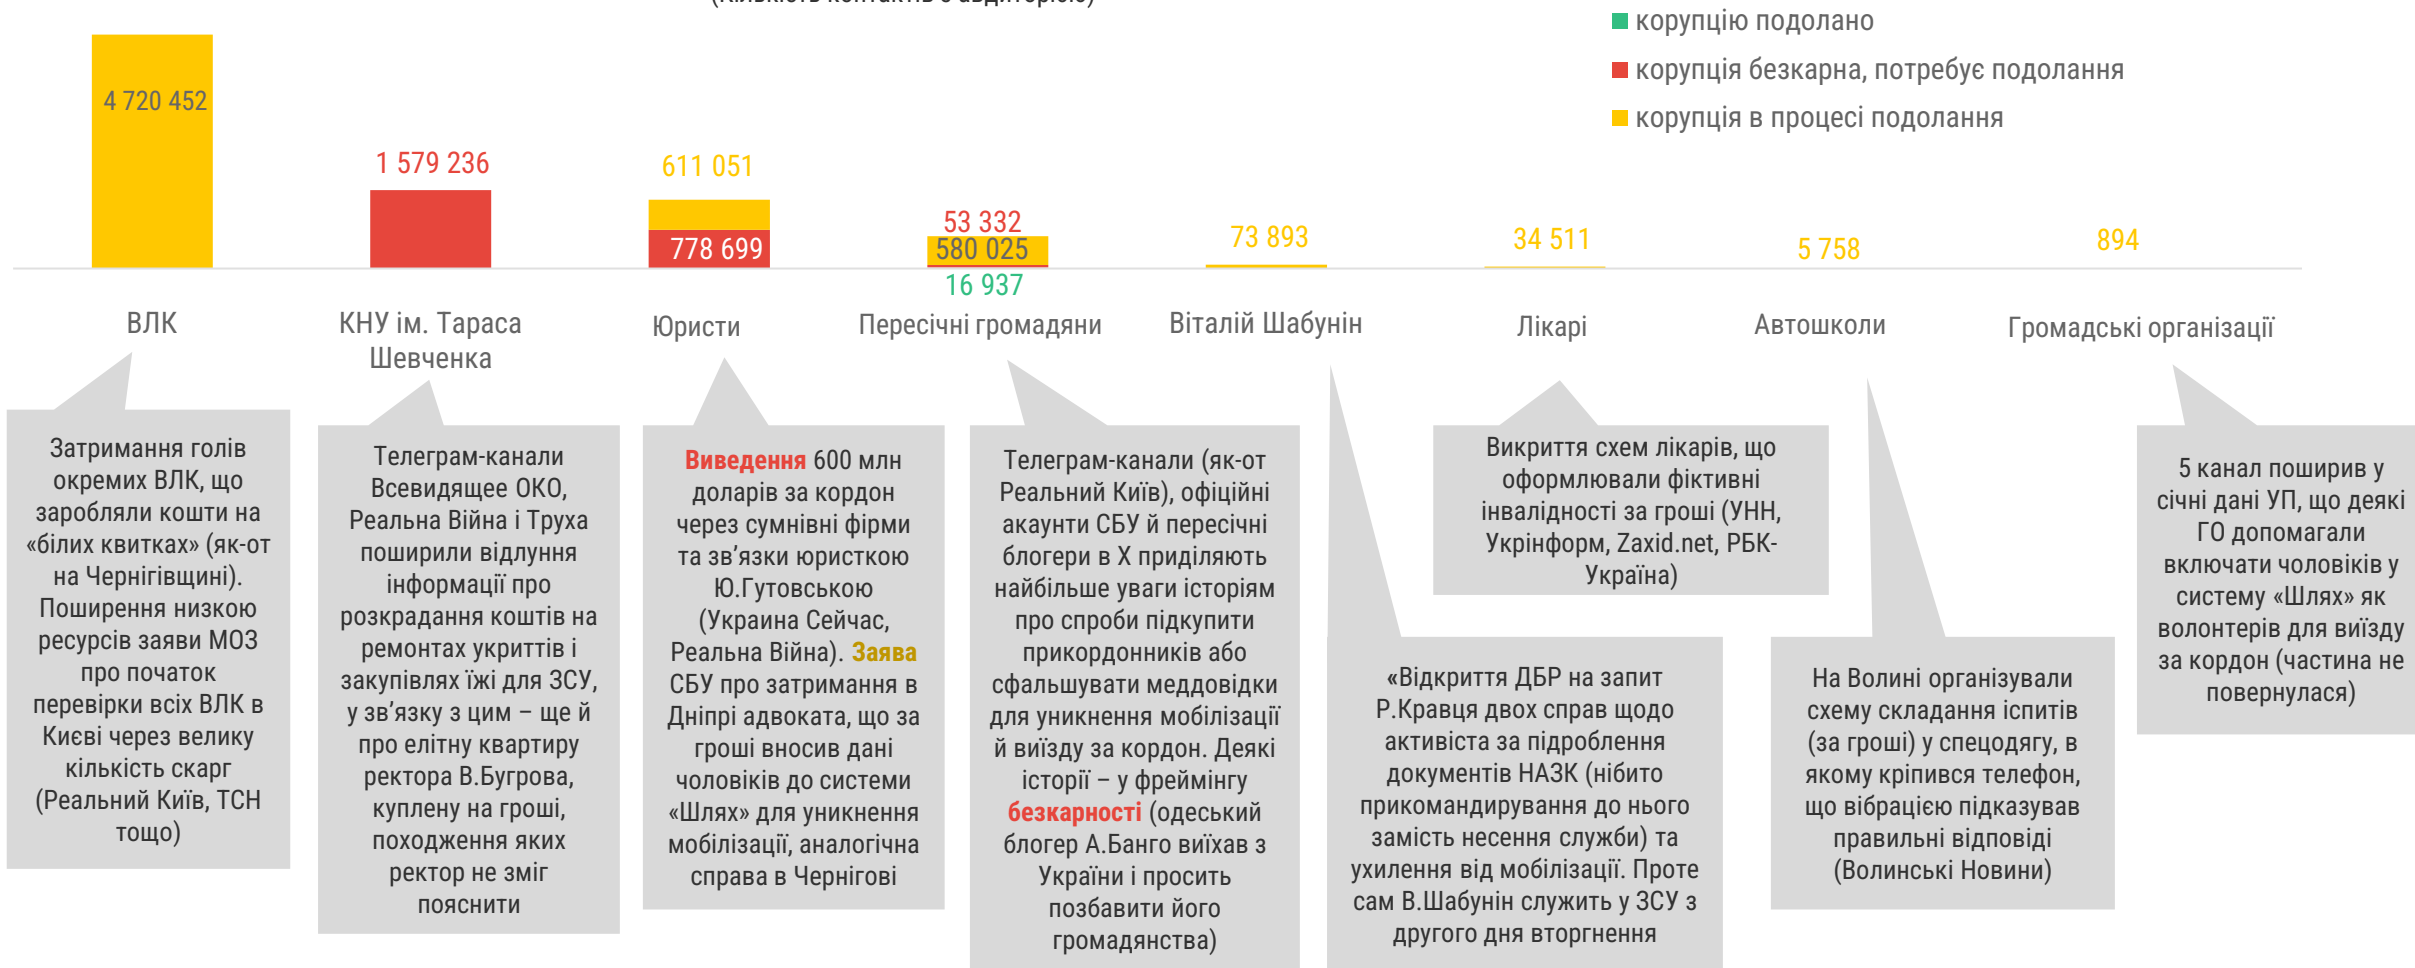 (Кількість контактів з аудиторією)
корупцію подолано
корупція безкарна, потребує подолання
корупція в процесі подолання
4 720 452
1 579 236
611 051
778 699
53 332
580 025
16 937
73 893
34 511
5 758
894
ВЛК
КНУ ім. Тараса
Шевченка
Юристи
Пересічні громадяни
Віталій Шабунін
Лікарі
Автошколи
Громадські організації
Затримання голів
окремих ВЛК, що
заробляли кошти на
«білих квитках» (як-от
на Чернігівщині).
Поширення низкою
ресурсів заяви МОЗ
про початок
перевірки всіх ВЛК в
Києві через велику
кількість скарг
(Реальний Київ, ТСН
тощо)
Телеграм-канали
Всевидящее ОКО,
Реальна Війна і Труха
поширили відлуння
інформації про
розкрадання коштів на
ремонтах укриттів і
закупівлях їжі для ЗСУ,
у зв’язку з цим – ще й
про елітну квартиру
ректора В.Бугрова,
куплену на гроші,
походження яких
ректор не зміг
пояснити
Виведення 600 млн
доларів за кордон
через сумнівні фірми
та зв’язки юристкою
Ю.Гутовською
(Украина Сейчас,
Реальна Війна). Заява
СБУ про затримання в
Дніпрі адвоката, що за
гроші вносив дані
чоловіків до системи
«Шлях» для уникнення
мобілізації, аналогічна
справа в Чернігові
Телеграм-канали (як-от
Реальний Київ), офіційні
акаунти СБУ й пересічні
блогери в X приділяють
найбільше уваги історіям
про спроби підкупити
прикордонників або
сфальшувати меддовідки
для уникнення мобілізації
й виїзду за кордон. Деякі
історії – у фреймінгу
безкарності (одеський
блогер А.Банго виїхав з
України і просить
позбавити його
громадянства)
«Відкриття ДБР на запит
Р.Кравця двох справ щодо
активіста за підроблення
документів НАЗК (нібито
прикомандирування до нього
замість несення служби) та
ухилення від мобілізації. Проте
сам В.Шабунін служить у ЗСУ з
другого дня вторгнення
Викриття схем лікарів, що
оформлювали фіктивні
інвалідності за гроші (УНН,
Укрінформ, Zaxid.net, РБК-
Україна)
На Волині організували
схему складання іспитів
(за гроші) у спецодягу, в
якому кріпився телефон,
що вібрацією підказував
правильні відповіді
(Волинські Новини)
5 канал поширив у
січні дані УП, що деякі
ГО допомагали
включати чоловіків у
систему «Шлях» як
волонтерів для виїзду
за кордон (частина не
повернулася)